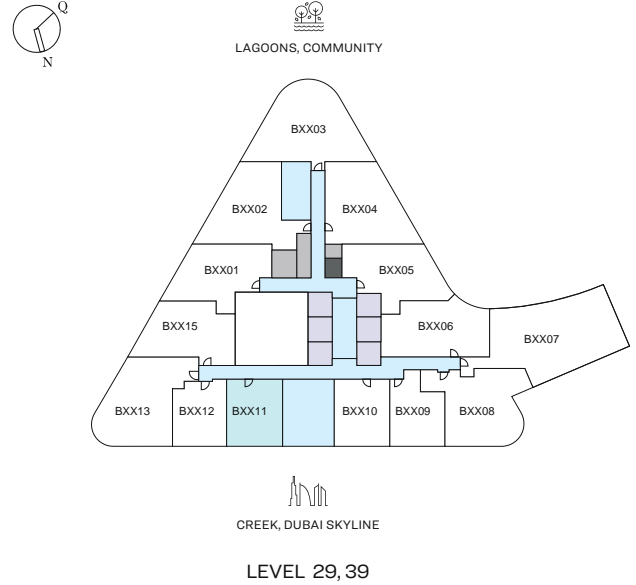 Q
N
LAGOONS, COMMUNITY
BXX03
BXX02
BXX04
BXX01
BXX05
BXX15
BXX06
BXX07
BXX13
BXX12
BXX11
BXX10
BXX09
BXX08
CREEK, DUBAI SKYLINE
LEVEL 29, 39